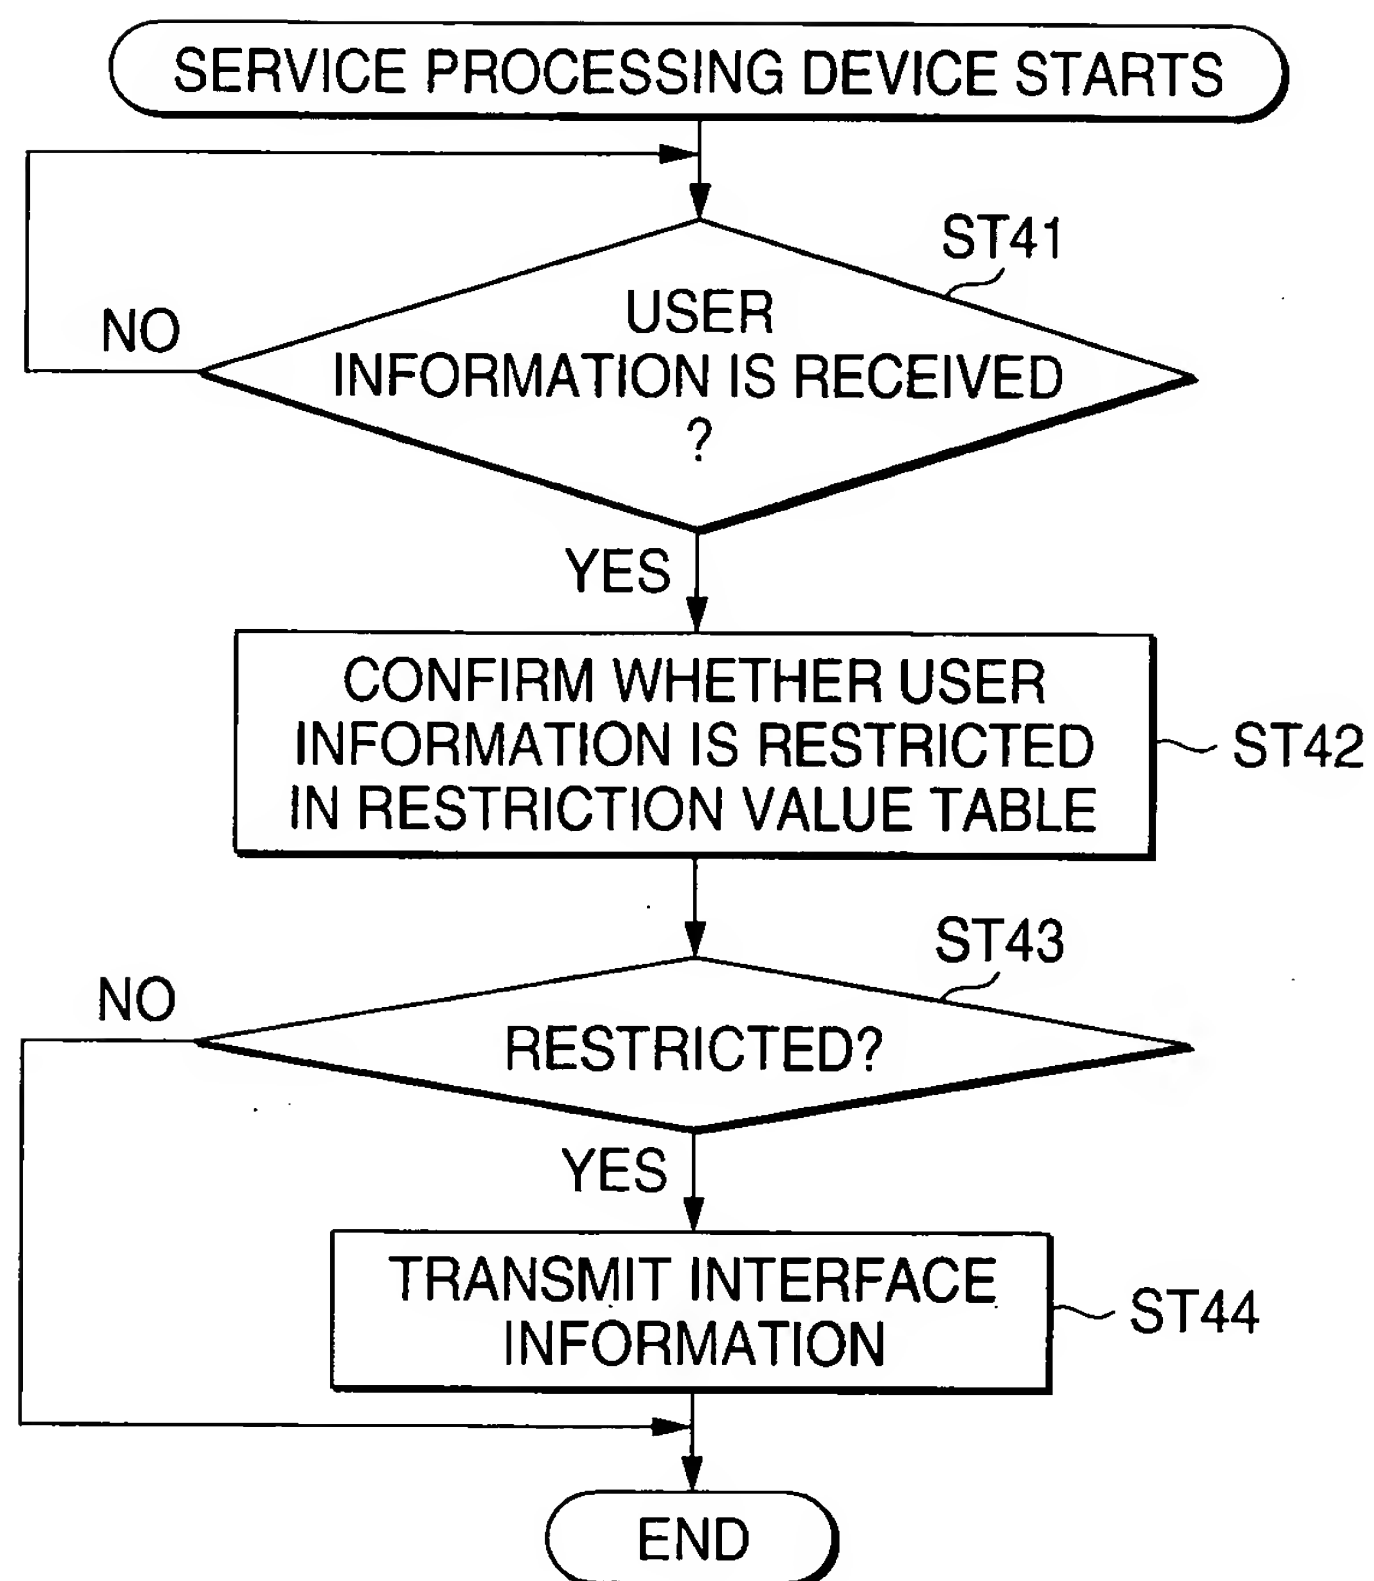 SERVICE PROCESSING DEVICE STARTS
ST41
USER
NO
INFORMATION IS RECEIVED
?
YES
CONFIRM WHETHER USER
INFORMATION IS RESTRICTED
ST42
IN RESTRICTION VALUE TABLE
ST43
NO
RESTRICTED?
YES
TRANSMIT INTERFACE
ST44
INFORMATION
END